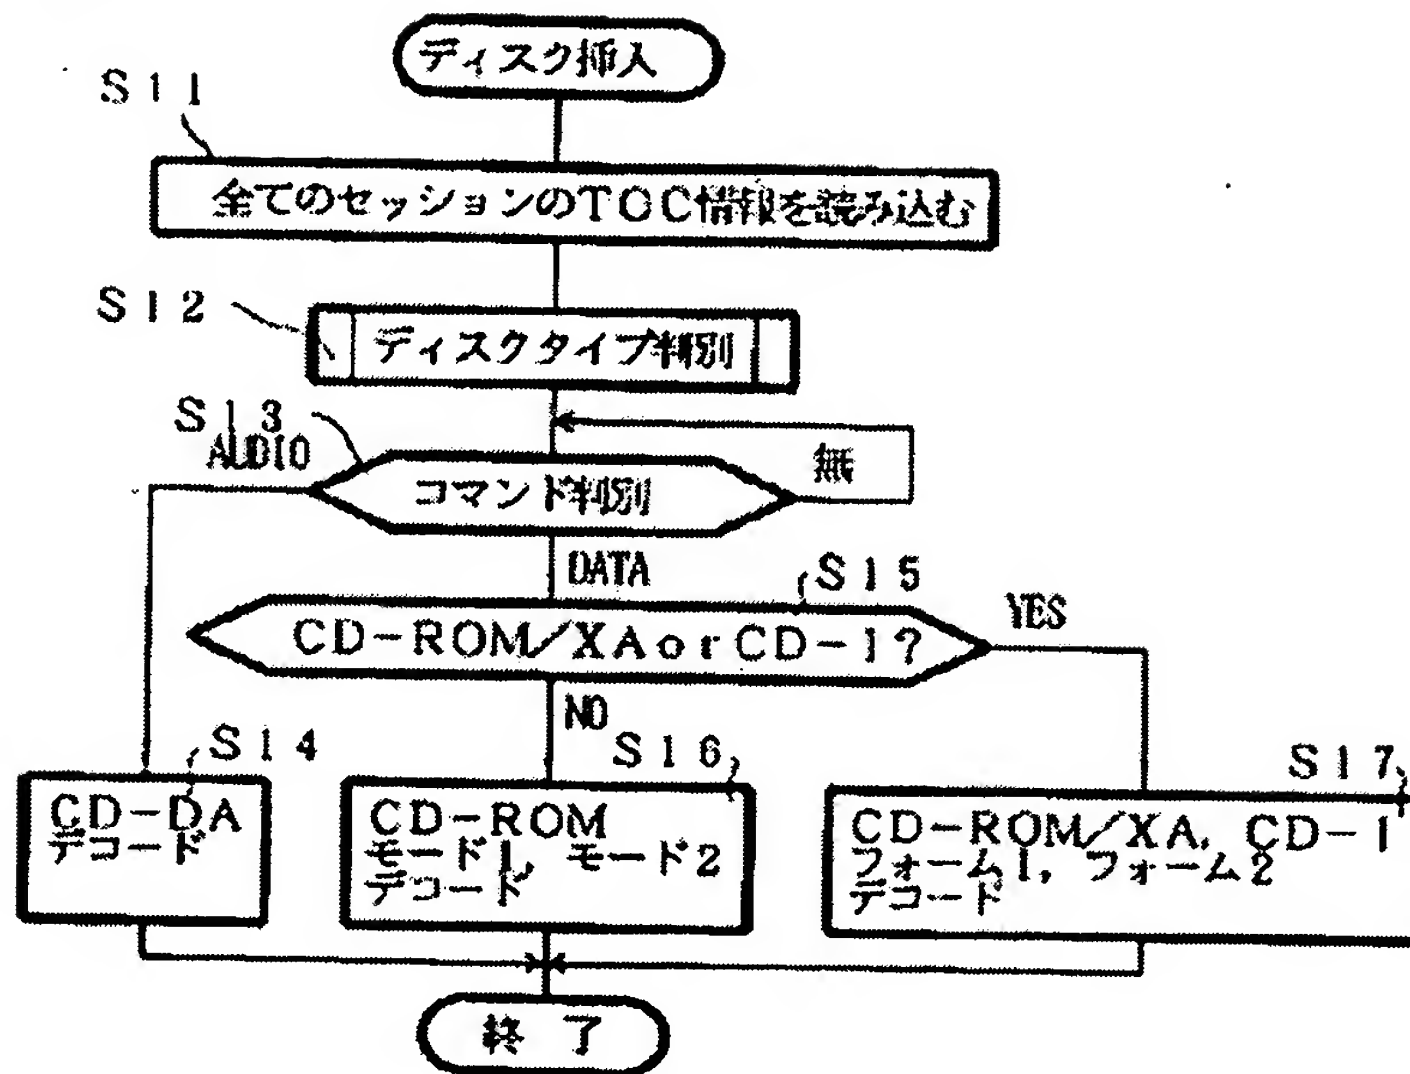 ディスク挿入
S11
全てのセッションのTOC情報を読み込む
S12
ディスクタイプ判別
S13
AUDIO
無
コマンド判別
DATA
S15
CD-ROM/XAorCD-I?
YES
NO
S14
CD-DA
デコード
S16
CD-ROM
モード1, モード2
デコード
S17
CD-ROM/XA, CD-I
フォーム1, フォーム2
デコード
終 了